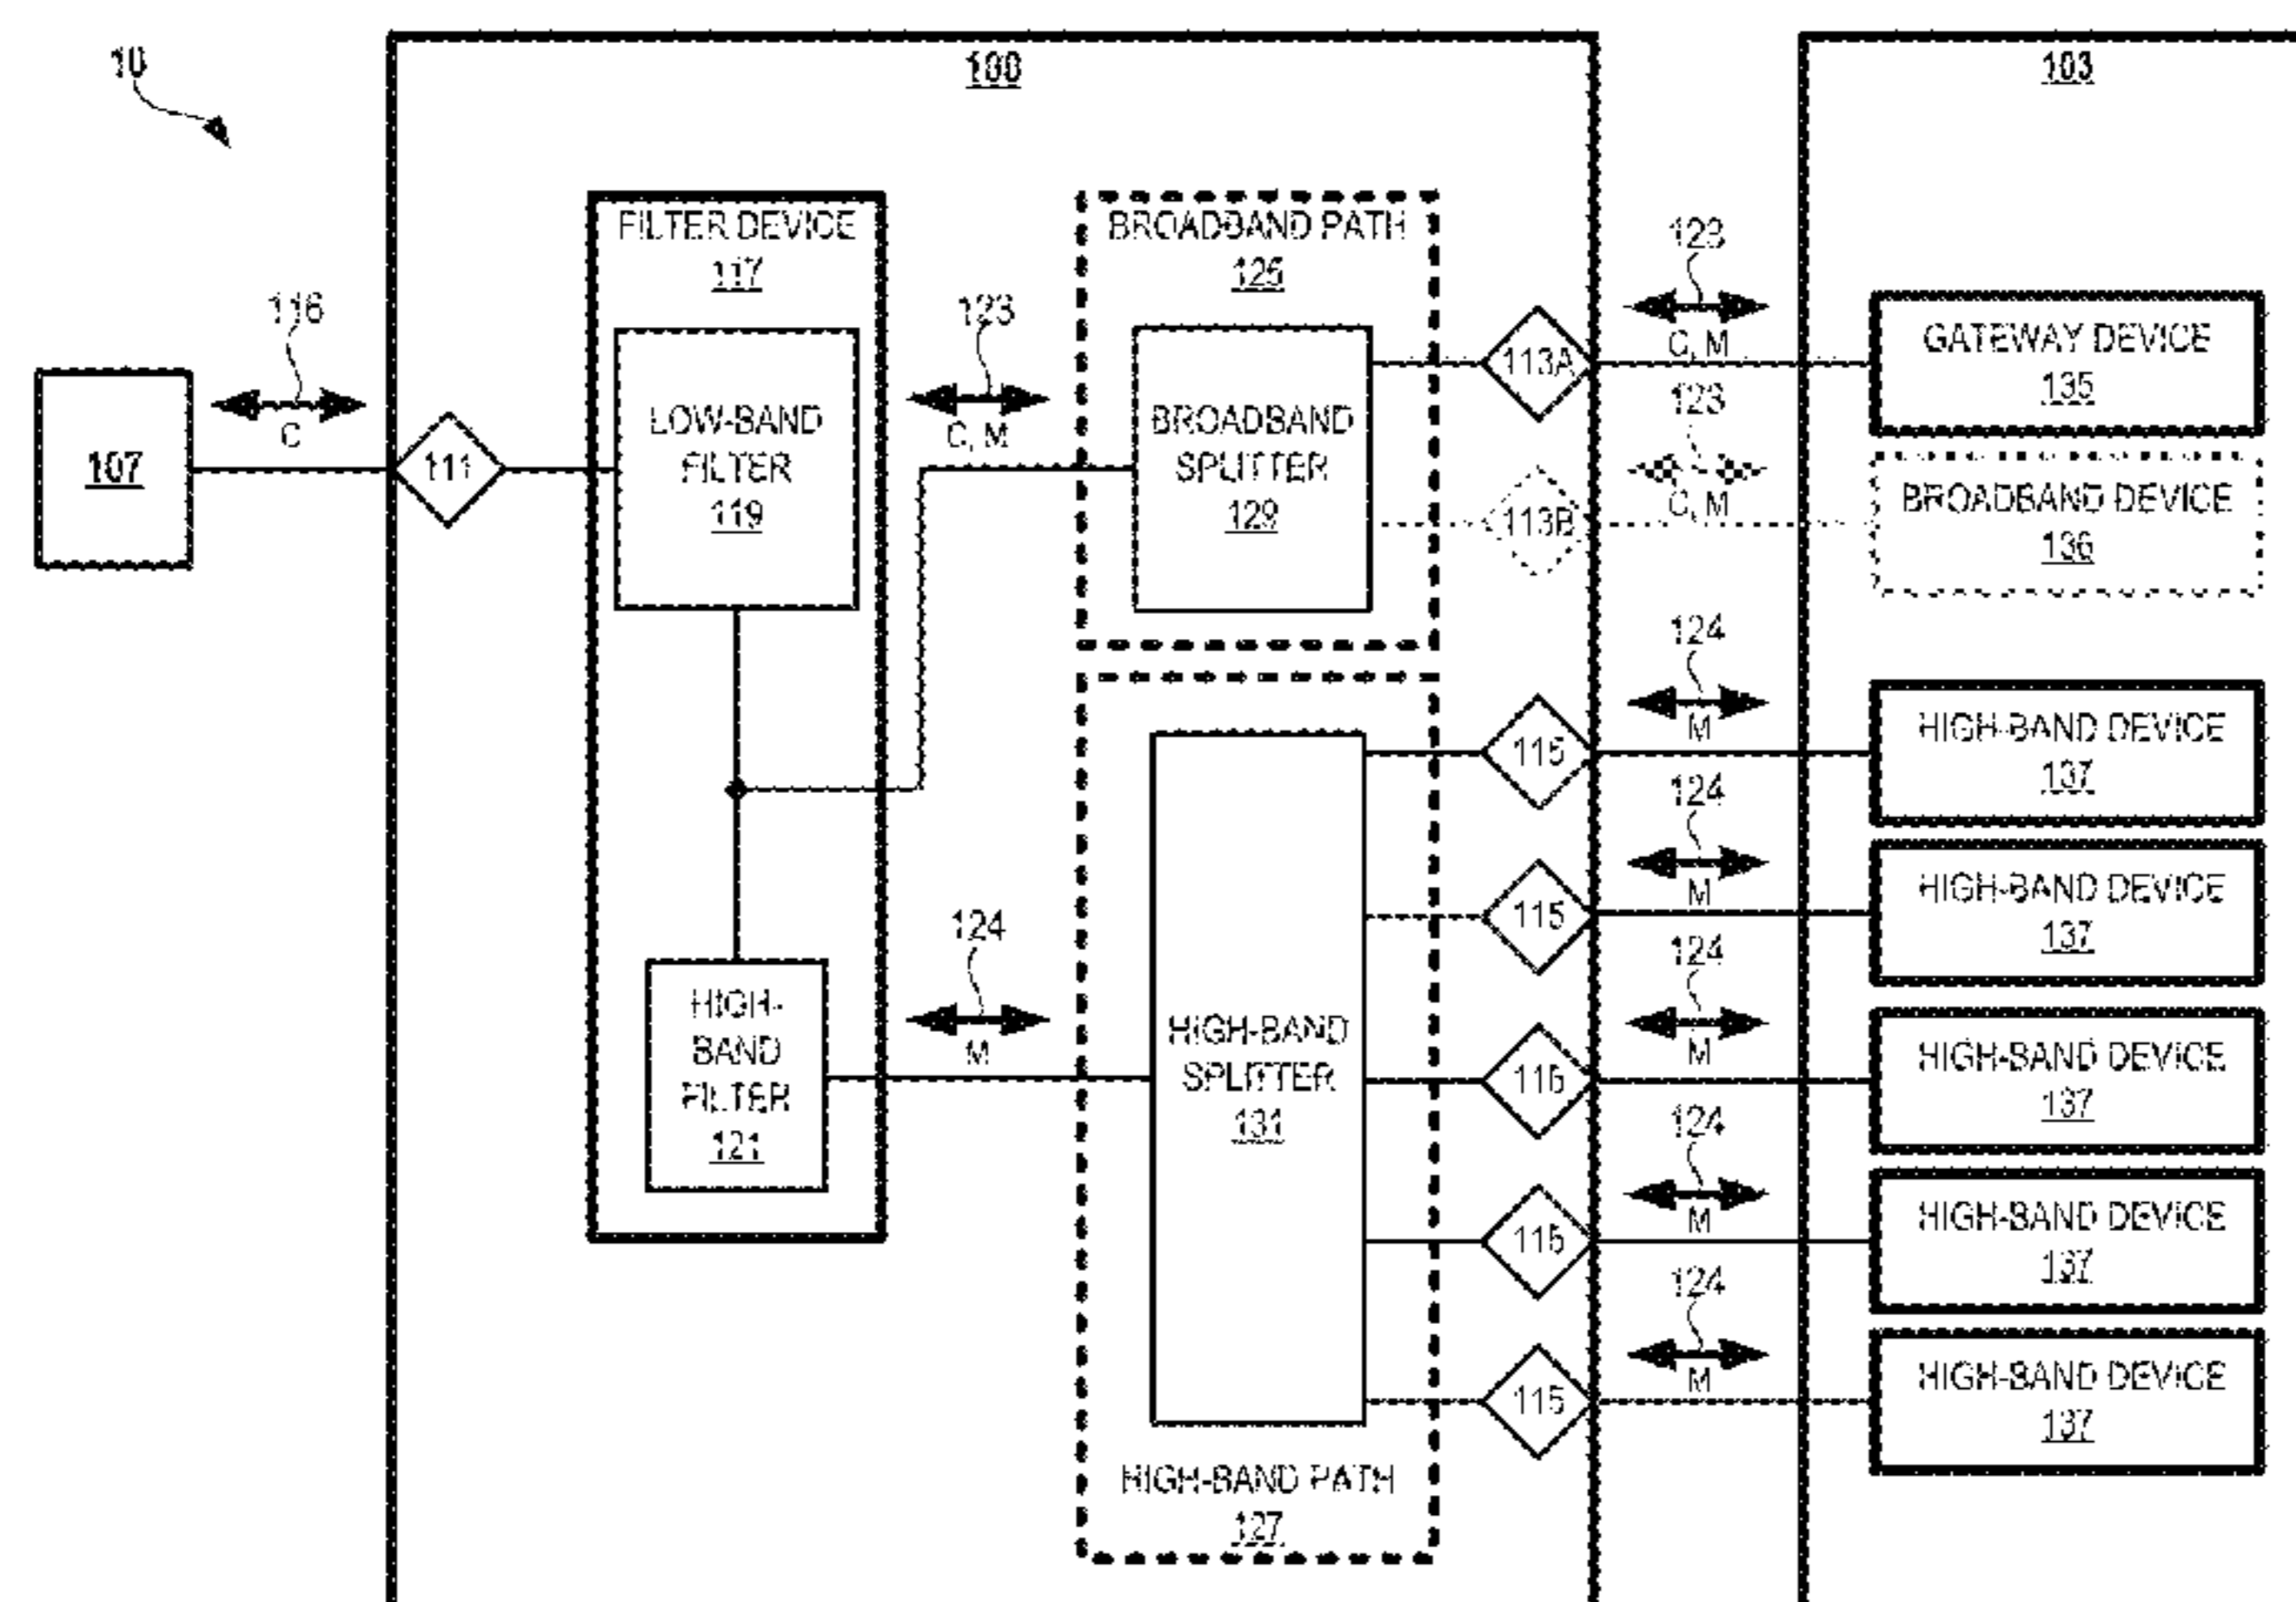 10
100
103
FILTER DEVICE
117
BROADBAND PATH
125
116
C
107
111
LOW-BAND
FILTER
119
123
C, M
BROADBAND
SPLITTER
129
113A
123
C, M
GATEWAY DEVICE
135
113B
123
C, M
BROADBAND DEVICE
136
HIGH-
BAND
FILTER
121
124
M
HIGH-BAND
SPLITTER
131
115
124
M
HIGH-BAND DEVICE
137
115
124
M
HIGH-BAND DEVICE
137
115
124
M
HIGH-BAND DEVICE
137
115
124
M
HIGH-BAND DEVICE
137
115
124
M
HIGH-BAND DEVICE
137
HIGH-BAND PATH
127